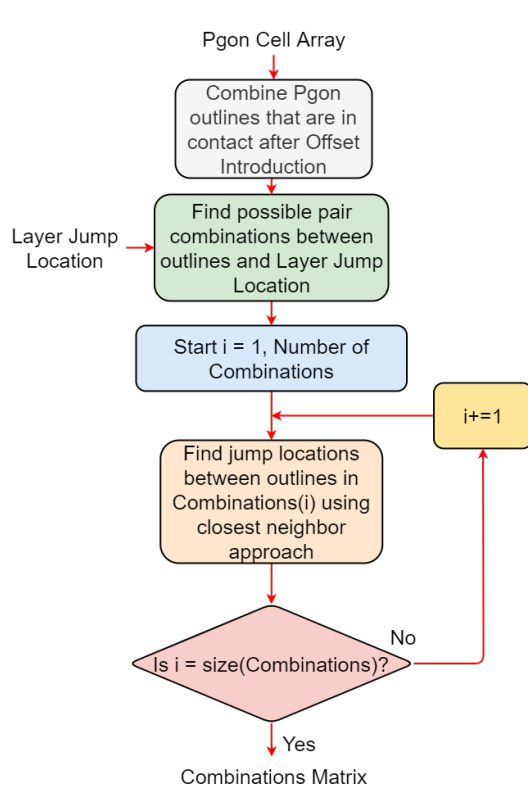 Pgon Cell Array
Combine Pgon
outlines that are in
contact after Offset
Introduction
Find possible pair
combinations between
outlines and Layer Jump
Location
Layer Jump
Location
Start i = 1, Number of
Combinations
i+=1
Find jump locations
between outlines in
Combinations(i) using
closest neighbor
approach
Is i = size(Combinations)?
No
Yes
Combinations Matrix